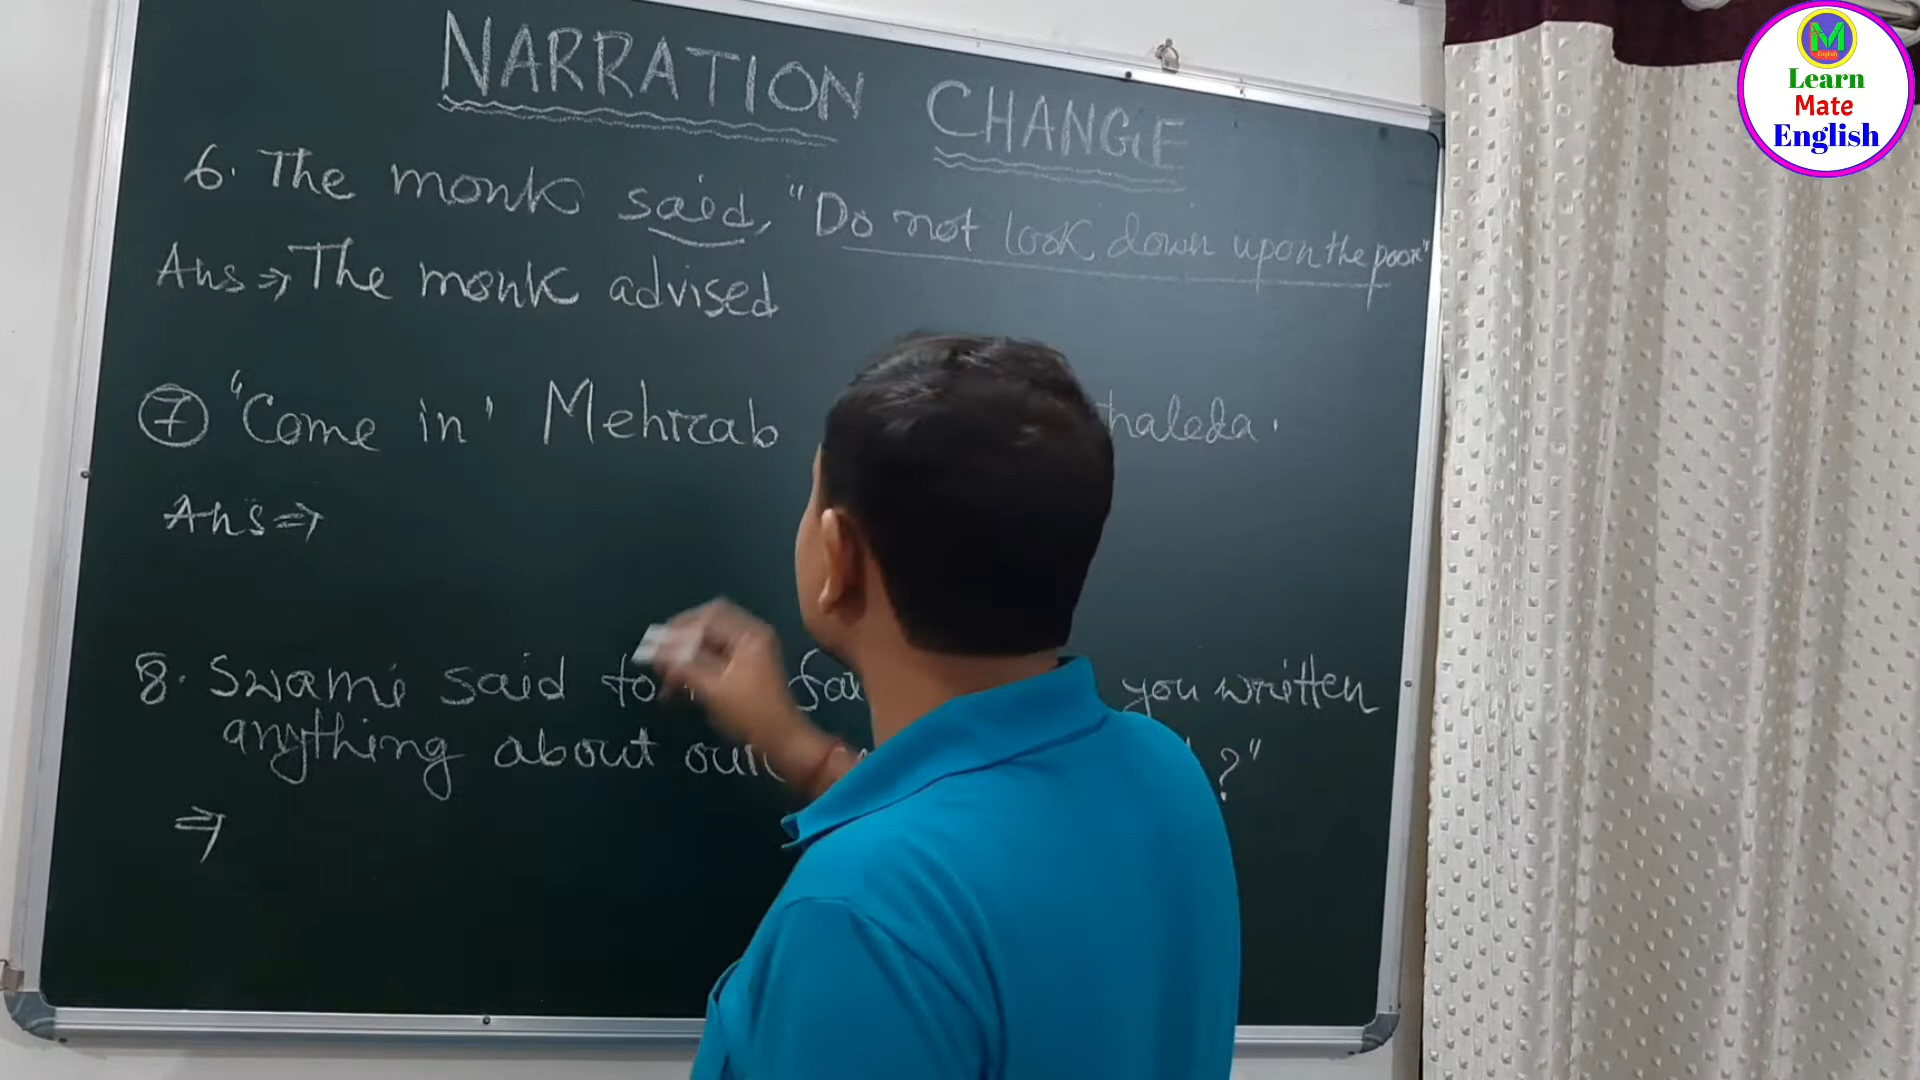 NARRATION CHANGE
6. The monk said, "Do not look down upon the poor"
Ans ⇒ The monk advised
7 "Come in" Mehrab haleda.
Ans ⇒
8. Swami said to you written
anything about our ?"
⇒
M
English
Learn
Mate
English